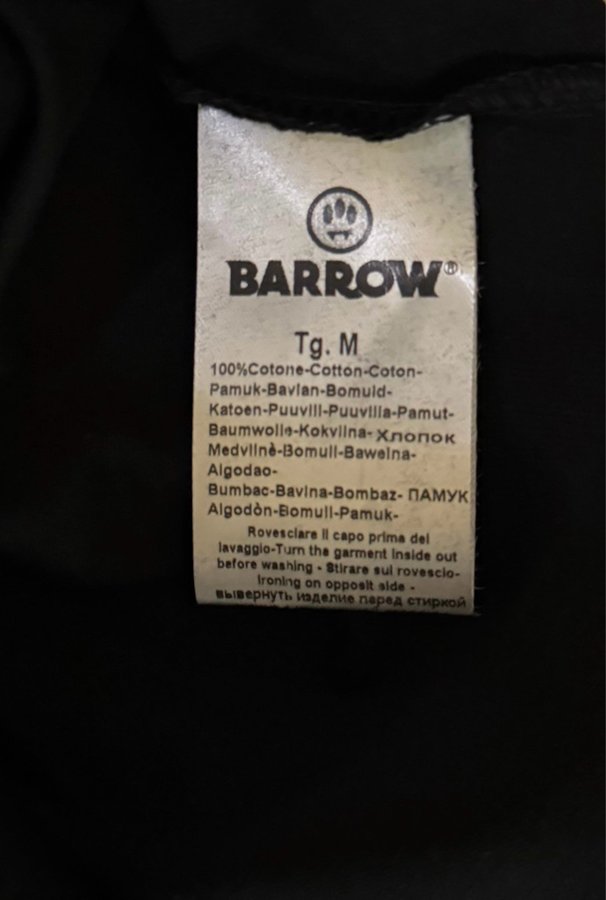 BARROW®
Tg. M
100%Cotone-Cotton-Coton-
Pamuk-Bavlan-Bomuld-
Katoen-Puuvill-Puuvilla-Pamut-
Baumwolle-Kokvilna-Хлопок
Medvilnè-Bomull-Bawelna-
Algodao-
Bumbac-Bavlna-Bombaz- ПАМУК
Algodòn-Bomull-Pamuk-
Rovesciare il capo prima del
lavaggio-Turn the garment inside out
before washing - Stirare sul rovescio-
Ironing on opposite side -
вывернуть изделие перед стиркой